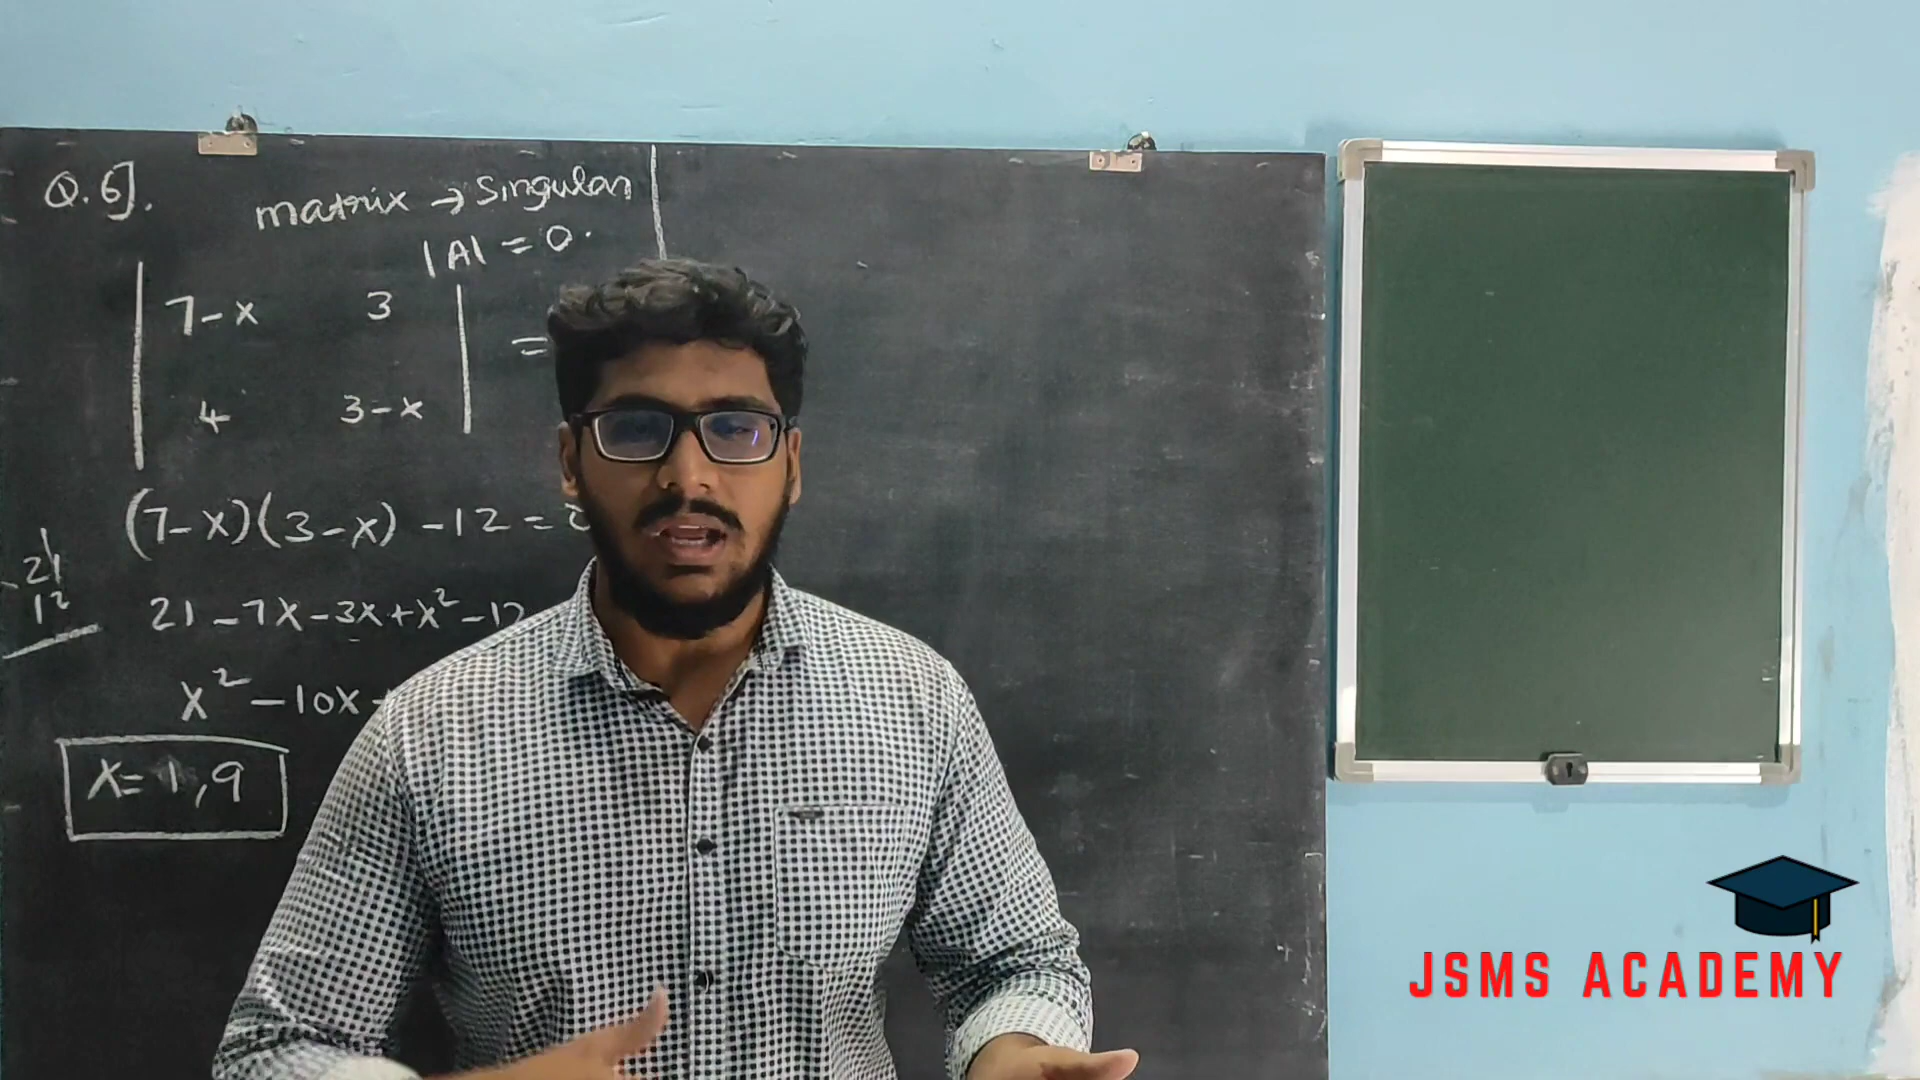 Q.6].
matrix → Singular
|A| = 0.
7-x 3
=
4 3-x
(7-x)(3-x) -12 =
21
12
21 -7x-3x+x² -12
x² -10x
x=1,9
JSMS ACADEMY